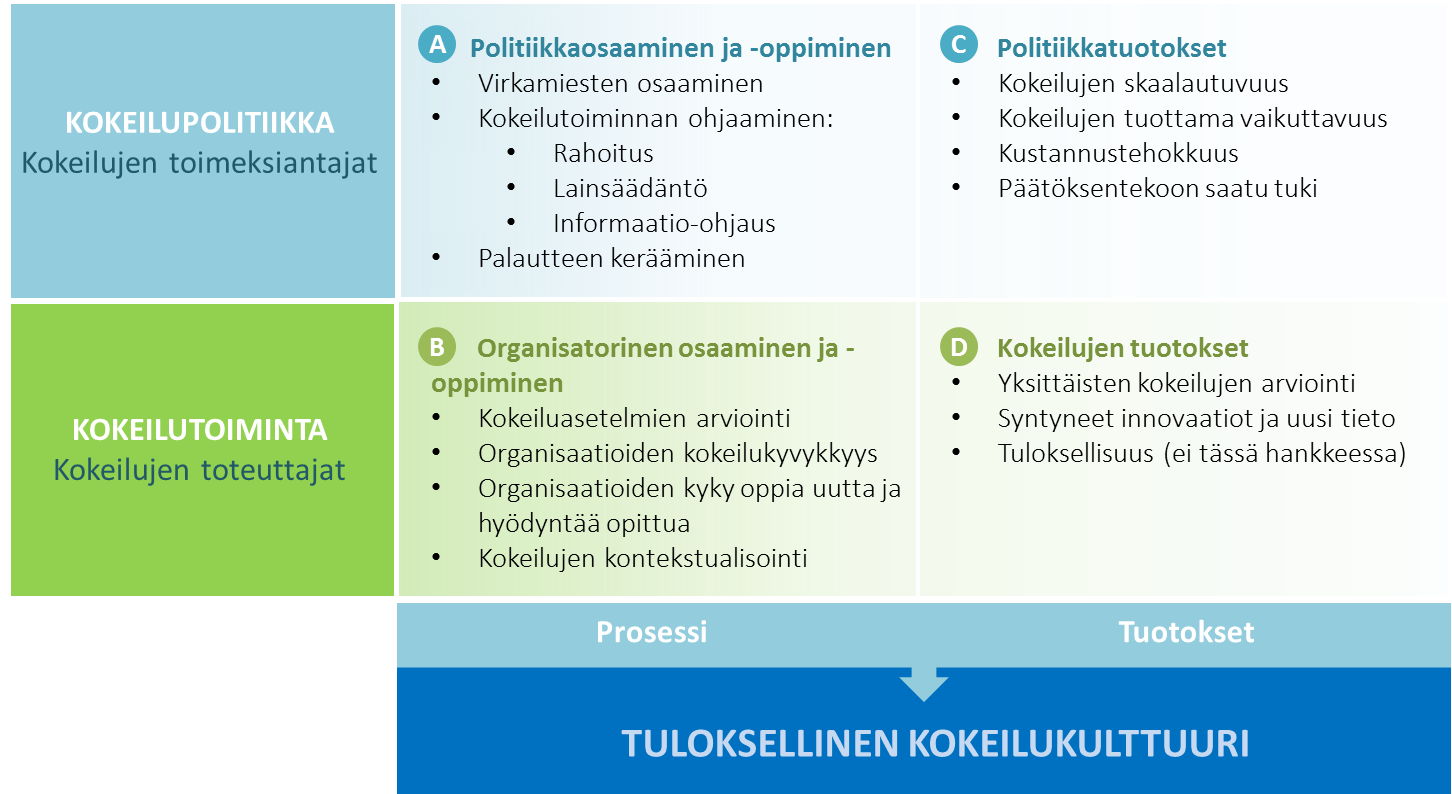 KOKEILUPOLITIIKKA
Kokeilujen toimeksiantajat
A Politiikkaosaaminen ja -oppiminen
• Virkamiesten osaaminen
• Kokeilutoiminnan ohjaaminen:
• Rahoitus
• Lainsäädäntö
• Informaatio-ohjaus
• Palautteen kerääminen
C Politiikkatuotokset
• Kokeilujen skaalautuvuus
• Kokeilujen tuottama vaikuttavuus
• Kustannustehokkuus
• Päätöksentekoon saatu tuki
KOKEILUTOIMINTA
Kokeilujen toteuttajat
B Organisatorinen osaaminen ja -
oppiminen
• Kokeiluasetelmien arviointi
• Organisaatioiden kokeilukyvykkyys
• Organisaatioiden kyky oppia uutta ja
hyödyntää opittua
• Kokeilujen kontekstualisointi
D Kokeilujen tuotokset
• Yksittäisten kokeilujen arviointi
• Syntyneet innovaatiot ja uusi tieto
• Tuloksellisuus (ei tässä hankkeessa)
Prosessi
Tuotokset
TULOKSELLINEN KOKEILUKULTTUURI